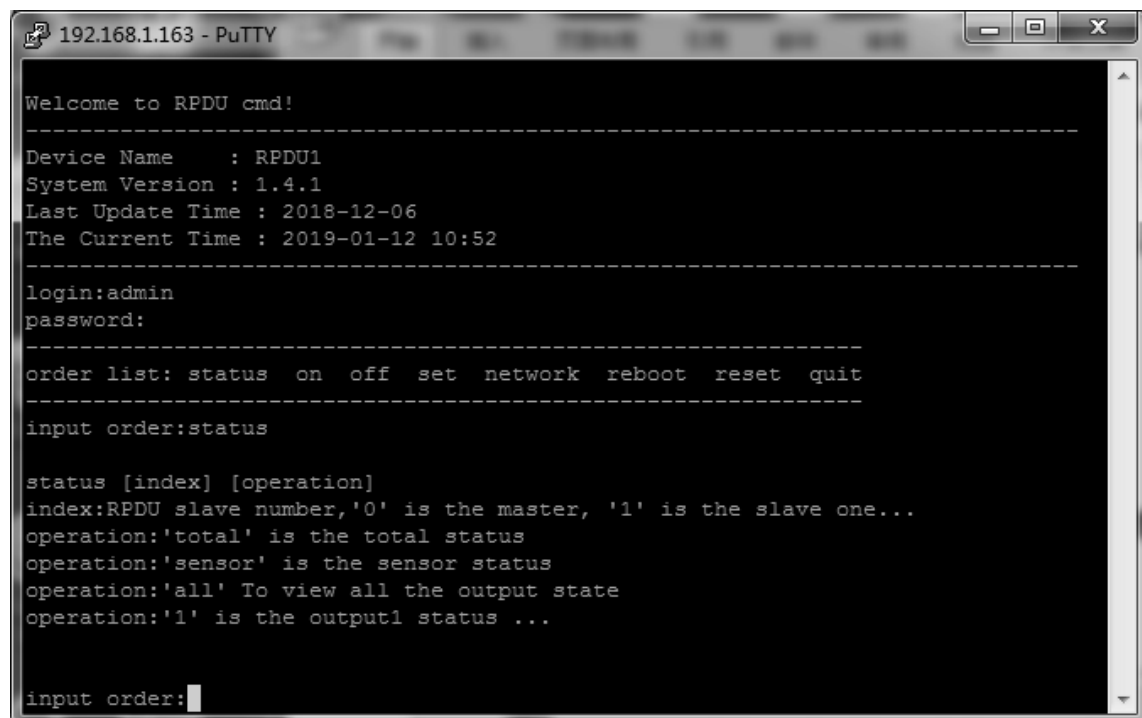 192.168.1.163 - PuTTY
Welcome to RPDU cmd!
------------------------------------------------------------------------------
Device Name    : RPDU1
System Version : 1.4.1
Last Update Time : 2018-12-06
The Current Time : 2019-01-12 10:52
------------------------------------------------------------------------------
login:admin
password:
--------------------------------------------------------------
order list: status  on  off  set  network  reboot  reset  quit
--------------------------------------------------------------
input order:status
status [index] [operation]
index:RPDU slave number,'0' is the master, '1' is the slave one...
operation:'total' is the total status
operation:'sensor' is the sensor status
operation:'all' To view all the output state
operation:'1' is the output1 status ...
input order: